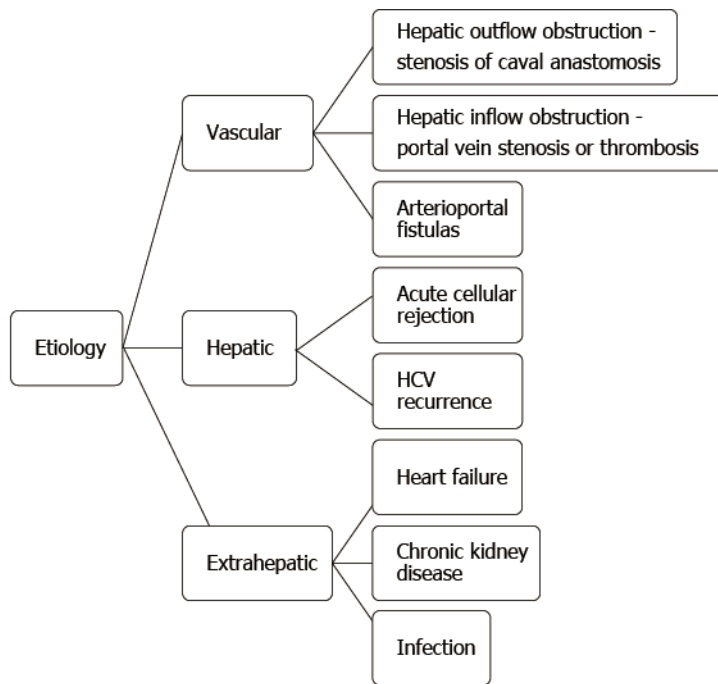 Etiology
Vascular
Hepatic outflow obstruction -
stenosis of caval anastomosis
Hepatic inflow obstruction -
portal vein stenosis or thrombosis
Arterioportal
fistulas
Hepatic
Acute cellular
rejection
HCV
recurrence
Extrahepatic
Heart failure
Chronic kidney
disease
Infection